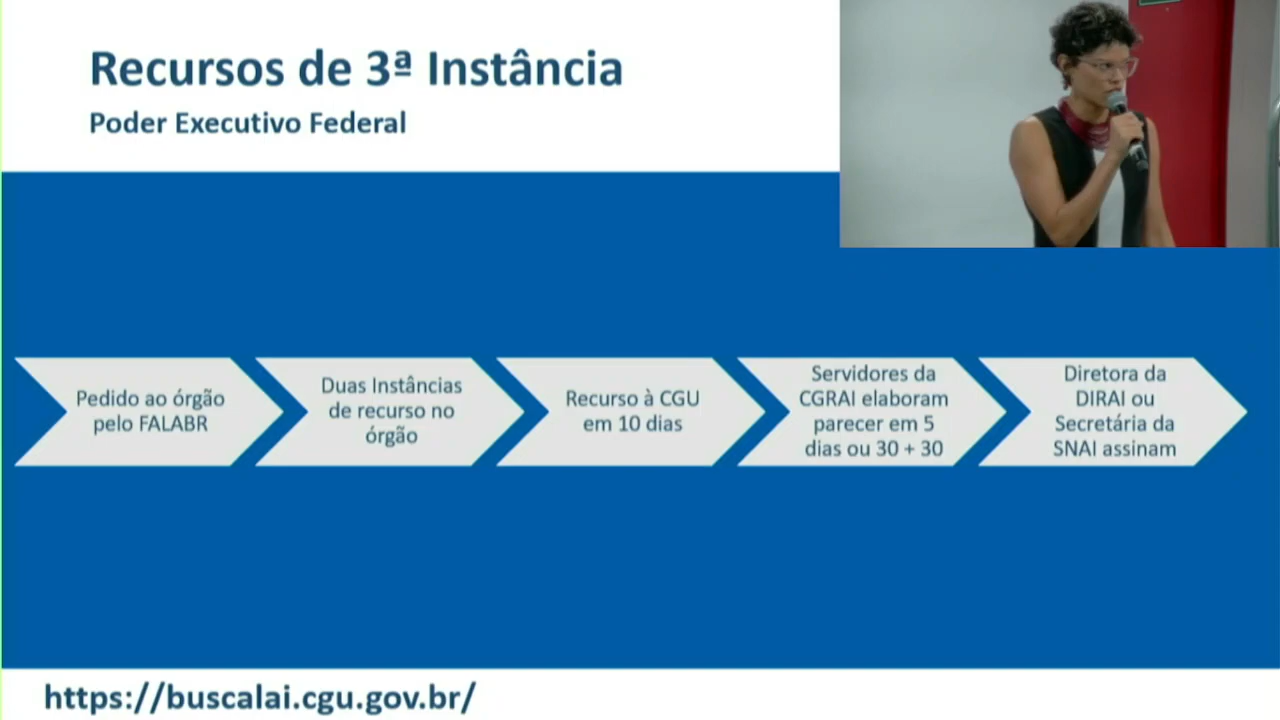 Recursos de 3ª Instância
Poder Executivo Federal
Pedido ao órgão
pelo FALABR
Duas Instâncias
de recurso no
órgão
Recurso à CGU
em 10 dias
Servidores da
CGRAI elaboram
parecer em 5
dias ou 30 + 30
Diretora da
DIRAI ou
Secretária da
SNAI assinam
https://buscalai.cgu.gov.br/